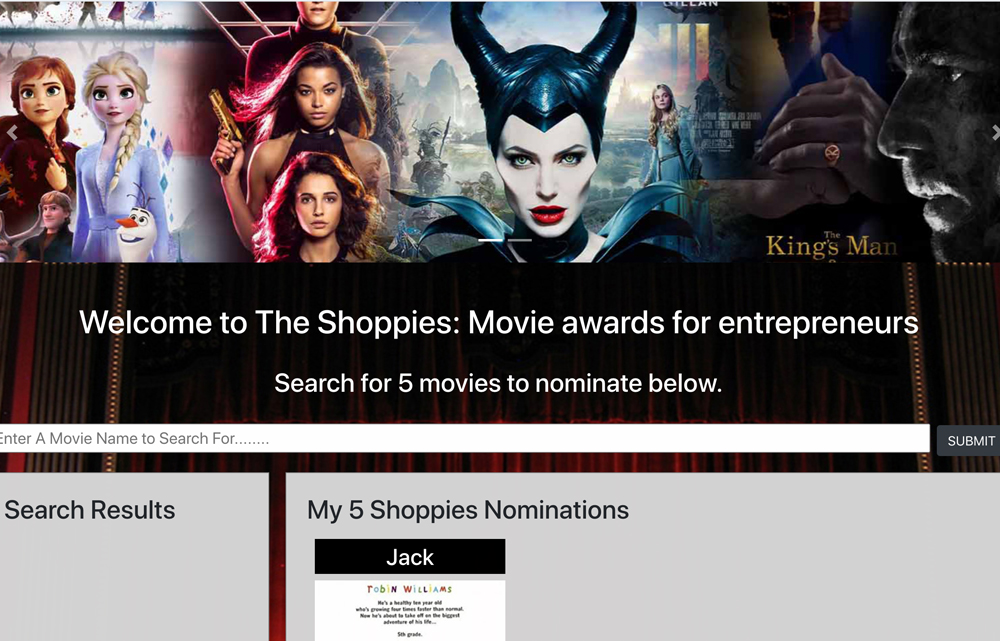 GILLAN
The
King's Man
Welcome to The Shoppies: Movie awards for entrepreneurs
Search for 5 movies to nominate below.
Enter A Movie Name to Search For........
SUBMIT
Search Results
My 5 Shoppies Nominations
Jack
RObiN WiLLiAMS
He's a healthy ten year old
who's growing four times faster than normal.
Now he's about to take off on the biggest
adventure of his life...
5th grade.